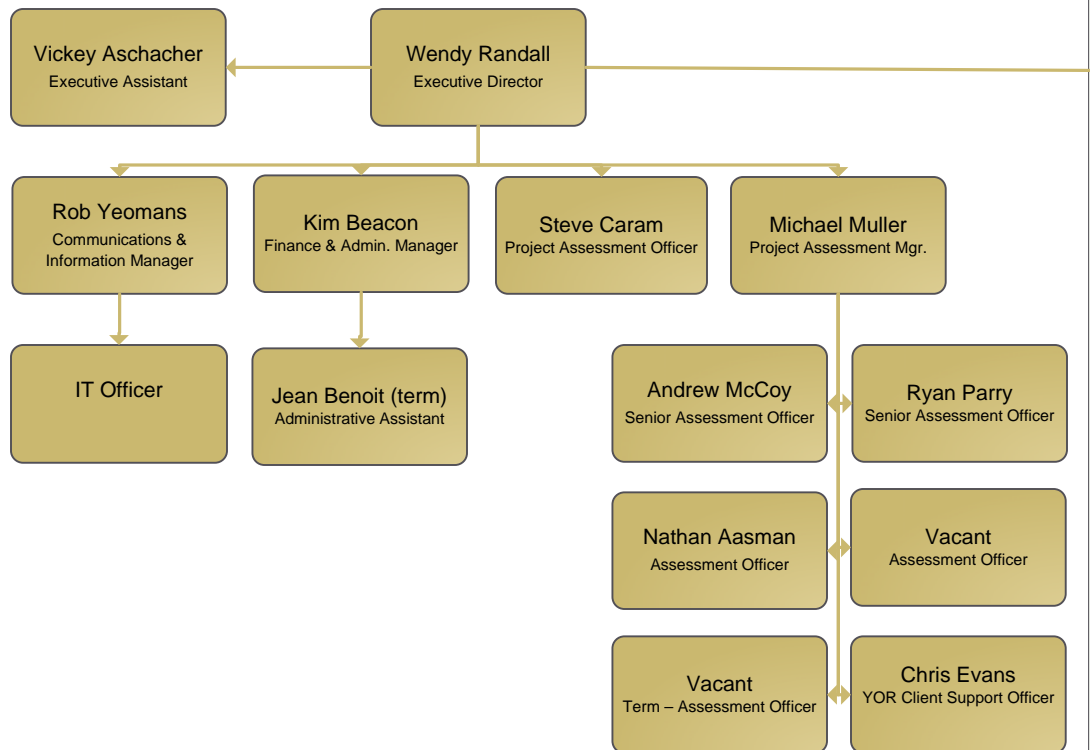 Vickey Aschacher
Executive Assistant
Wendy Randall
Executive Director
Rob Yeomans
Communications &
Information Manager
Kim Beacon
Finance & Admin. Manager
Steve Caram
Project Assessment Officer
Michael Muller
Project Assessment Mgr.
IT Officer
Jean Benoit (term)
Administrative Assistant
Andrew McCoy
Senior Assessment Officer
Ryan Parry
Senior Assessment Officer
Nathan Aasman
Assessment Officer
Vacant
Assessment Officer
Vacant
Term – Assessment Officer
Chris Evans
YOR Client Support Officer